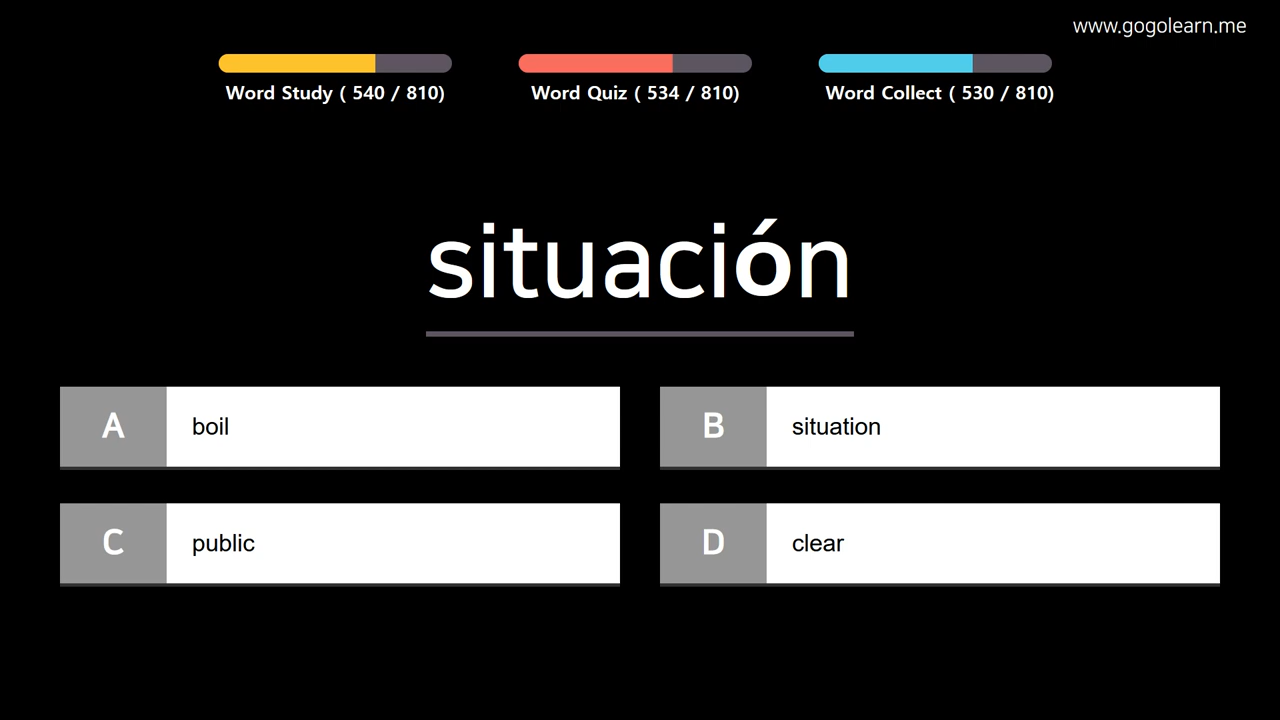 www.gogolearn.me
Word Study ( 540 / 810)
Word Quiz ( 534 / 810)
Word Collect ( 530 / 810)
situación
A boil
B situation
C public
D clear